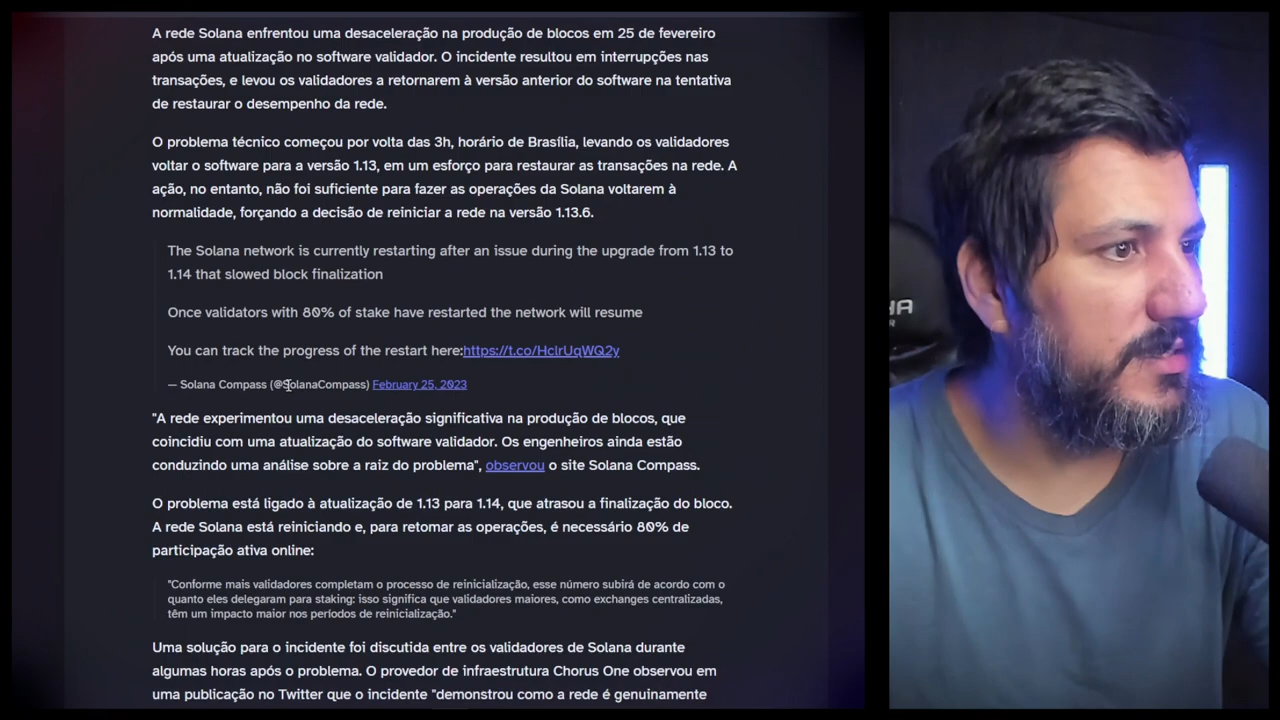 A rede Solana enfrentou uma desaceleração na produção de blocos em 25 de fevereiro
após uma atualização no software validador. O incidente resultou em interrupções nas
transações, e levou os validadores a retornarem à versão anterior do software na tentativa
de restaurar o desempenho da rede.
O problema técnico começou por volta das 3h, horário de Brasília, levando os validadores
voltar o software para a versão 1.13, em um esforço para restaurar as transações na rede. A
ação, no entanto, não foi suficiente para fazer as operações da Solana voltarem à
normalidade, forçando a decisão de reiniciar a rede na versão 1.13.6.
The Solana network is currently restarting after an issue during the upgrade from 1.13 to
1.14 that slowed block finalization
Once validators with 80% of stake have restarted the network will resume
You can track the progress of the restart here:https://t.co/HclrUqWQ2y
— Solana Compass (@SolanaCompass) February 25, 2023
"A rede experimentou uma desaceleração significativa na produção de blocos, que
coincidiu com uma atualização do software validador. Os engenheiros ainda estão
conduzindo uma análise sobre a raiz do problema", observou o site Solana Compass.
O problema está ligado à atualização de 1.13 para 1.14, que atrasou a finalização do bloco.
A rede Solana está reiniciando e, para retomar as operações, é necessário 80% de
participação ativa online:
"Conforme mais validadores completam o processo de reinicialização, esse número subirá de acordo com o
quanto eles delegaram para staking: isso significa que validadores maiores, como exchanges centralizadas,
têm um impacto maior nos períodos de reinicialização."
Uma solução para o incidente foi discutida entre os validadores de Solana durante
algumas horas após o problema. O provedor de infraestrutura Chorus One observou em
uma publicação no Twitter que o incidente "demonstrou como a rede é genuinamente